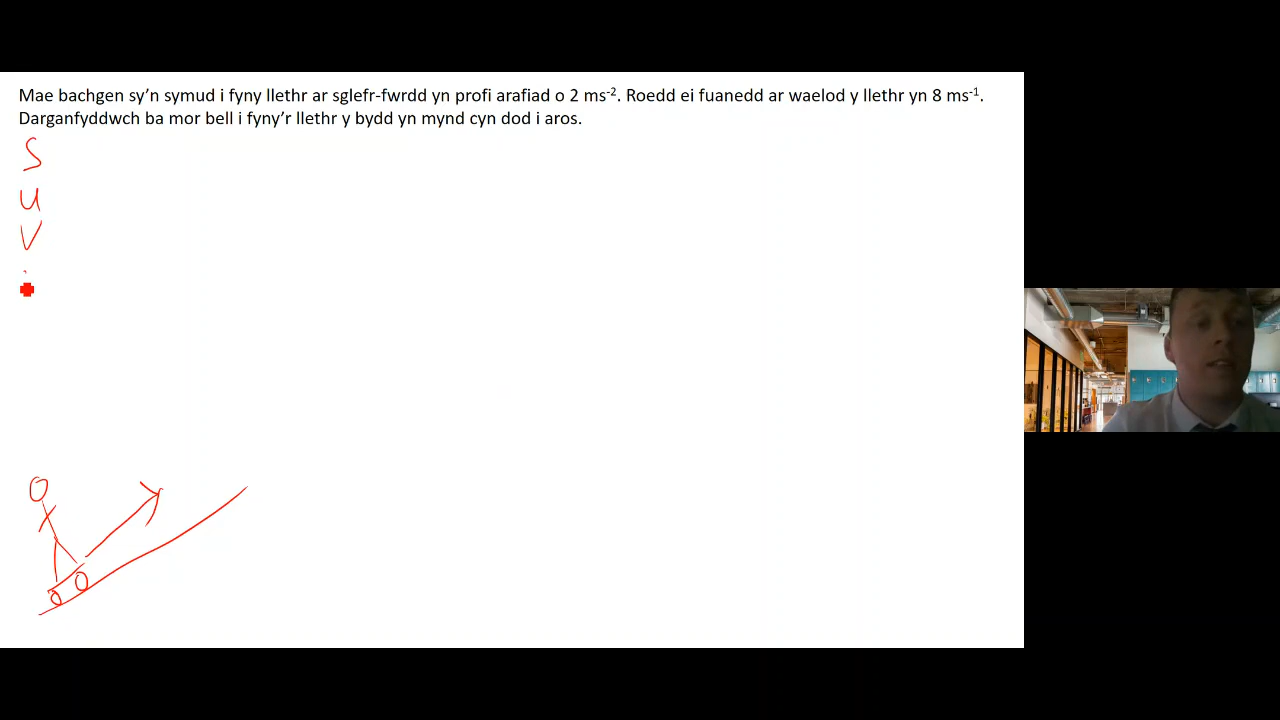 Mae bachgen sy’n symud i fyny llethr ar sglefr-fwrdd yn profi arafiad o 2 ms⁻². Roedd ei fuanedd ar waelod y llethr yn 8 ms⁻¹.
Darganfyddwch ba mor bell i fyny’r llethr y bydd yn mynd cyn dod i aros.
S
U
V